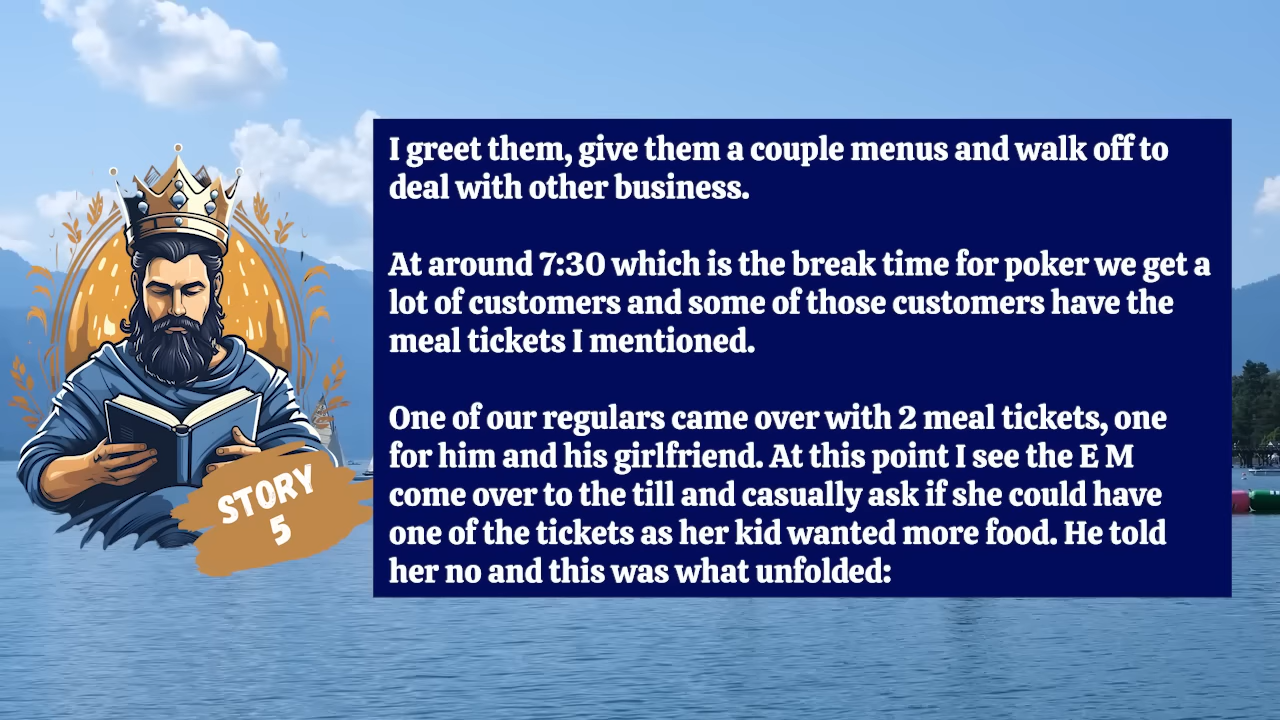 I greet them, give them a couple menus and walk off to
deal with other business.
At around 7:30 which is the break time for poker we get a
lot of customers and some of those customers have the
meal tickets I mentioned.
One of our regulars came over with 2 meal tickets, one
for him and his girlfriend. At this point I see the E M
come over to the till and casually ask if she could have
one of the tickets as her kid wanted more food. He told
her no and this was what unfolded:
STORY
5